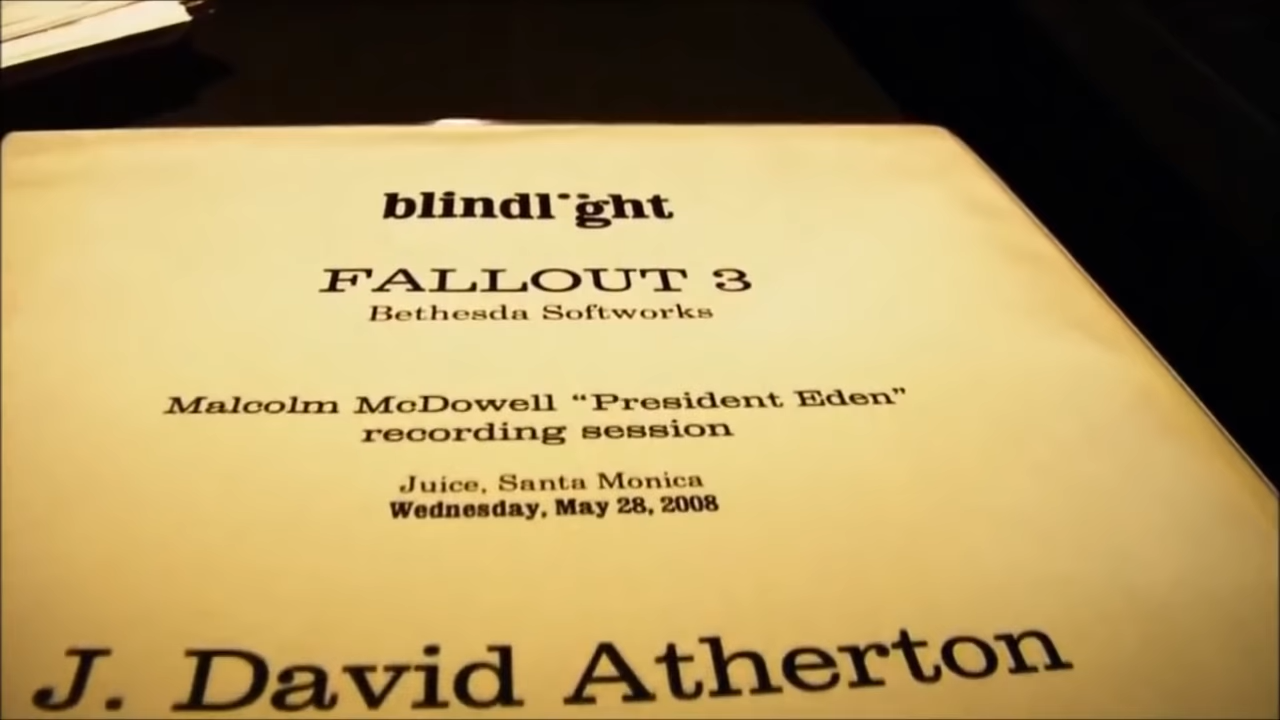 blindlight
FALLOUT 3
Bethesda Softworks
Malcolm McDowell “President Eden”
recording session
Juice, Santa Monica
Wednesday, May 28, 2008
J. David Atherton